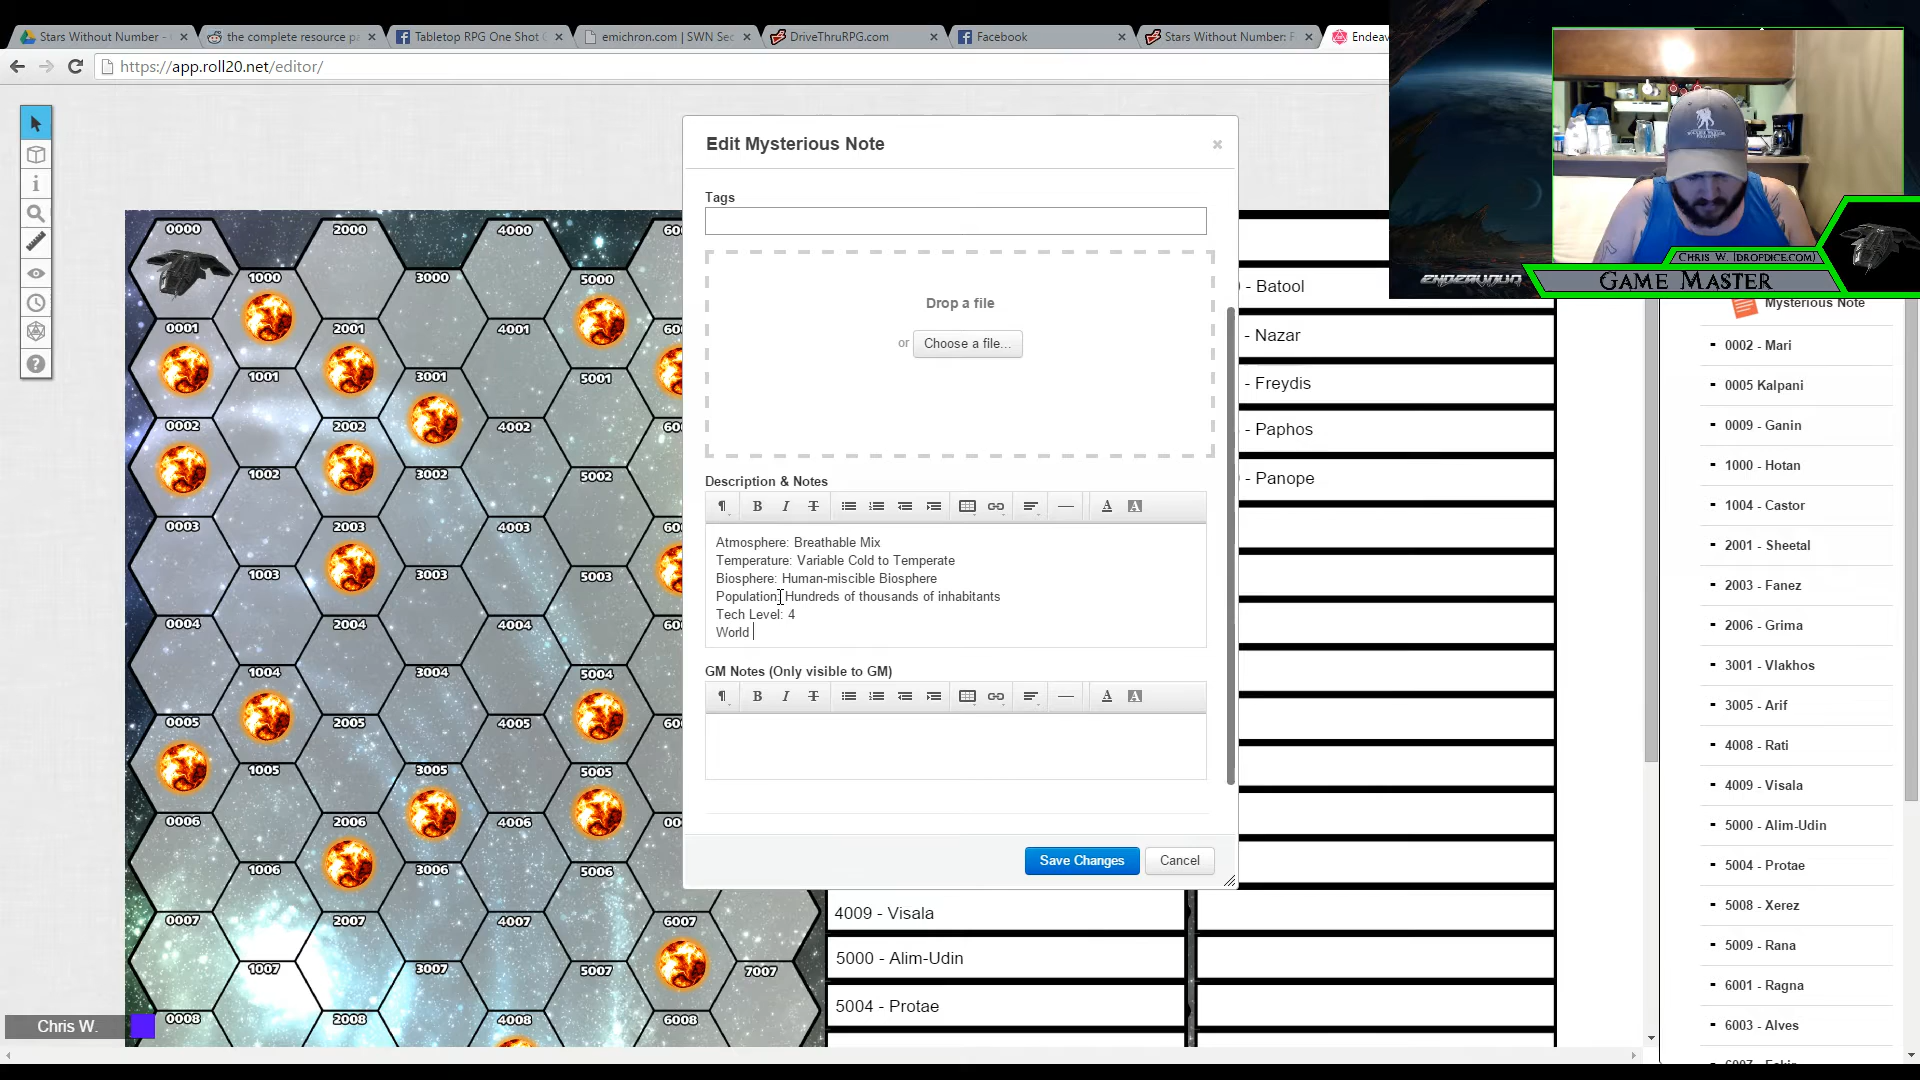 Stars Without Number -
the complete resource pa
Tabletop RPG One Shot
emichron.com | SWN Sec
DriveThruRPG.com
Facebook
Stars Without Number: F
Endeav
https://app.roll20.net/editor/
Edit Mysterious Note
Tags
Drop a file
or Choose a file...
Description & Notes
Atmosphere: Breathable Mix
Temperature: Variable Cold to Temperate
Biosphere: Human-miscible Biosphere
Population: Hundreds of thousands of inhabitants
Tech Level: 4
World
GM Notes (Only visible to GM)
Save Changes
Cancel
0000
2000
4000
600
1000
3000
5000
0001
2001
4001
600
1001
3001
5001
0002
2002
4002
600
1002
3002
5002
0003
2003
4003
600
1003
3003
5003
0004
2004
4004
600
1004
3004
5004
0005
2005
4005
600
1005
3005
5005
0006
2006
4006
1006
3006
5006
0007
2007
4007
6007
1007
3007
5007
7007
0008
2008
4008
6008
- Batool
- Nazar
- Freydis
- Paphos
- Panope
4009 - Visala
5000 - Alim-Udin
5004 - Protae
ENDEAVOUR
Chris W. (dropdice.com)
Game Master
Mysterious Note
0002 - Mari
0005 Kalpani
0009 - Ganin
1000 - Hotan
1004 - Castor
2001 - Sheetal
2003 - Fanez
2006 - Grima
3001 - Vlakhos
3005 - Arif
4008 - Rati
4009 - Visala
5000 - Alim-Udin
5004 - Protae
5008 - Xerez
5009 - Rana
6001 - Ragna
6003 - Alves
Chris W.